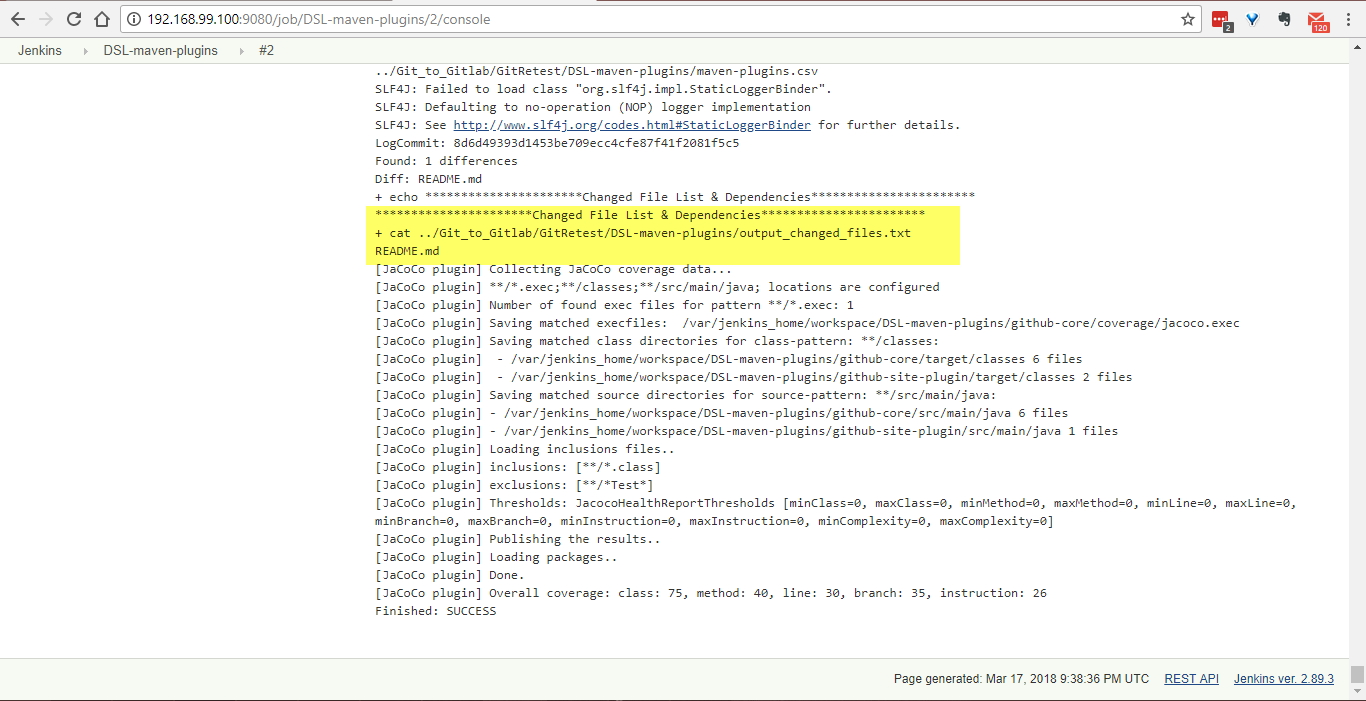 192.168.99.100:9080/job/DSL-maven-plugins/2/console
2
120
Jenkins DSL-maven-plugins #2
../Git_to_Gitlab/GitRetest/DSL-maven-plugins/maven-plugins.csv
SLF4J: Failed to load class "org.slf4j.impl.StaticLoggerBinder".
SLF4J: Defaulting to no-operation (NOP) logger implementation
SLF4J: See http://www.slf4j.org/codes.html#StaticLoggerBinder for further details.
LogCommit: 8d6d49393d1453be709ecc4cfe87f41f2081f5c5
Found: 1 differences
Diff: README.md
+ echo **********************Changed File List & Dependencies***********************
**********************Changed File List & Dependencies***********************
+ cat ../Git_to_Gitlab/GitRetest/DSL-maven-plugins/output_changed_files.txt
README.md
[JaCoCo plugin] Collecting JaCoCo coverage data...
[JaCoCo plugin] **/*.exec;**/classes;**/src/main/java; locations are configured
[JaCoCo plugin] Number of found exec files for pattern **/*.exec: 1
[JaCoCo plugin] Saving matched execfiles:  /var/jenkins_home/workspace/DSL-maven-plugins/github-core/coverage/jacoco.exec
[JaCoCo plugin] Saving matched class directories for class-pattern: **/classes:
[JaCoCo plugin]  - /var/jenkins_home/workspace/DSL-maven-plugins/github-core/target/classes 6 files
[JaCoCo plugin]  - /var/jenkins_home/workspace/DSL-maven-plugins/github-site-plugin/target/classes 2 files
[JaCoCo plugin] Saving matched source directories for source-pattern: **/src/main/java:
[JaCoCo plugin] - /var/jenkins_home/workspace/DSL-maven-plugins/github-core/src/main/java 6 files
[JaCoCo plugin] - /var/jenkins_home/workspace/DSL-maven-plugins/github-site-plugin/src/main/java 1 files
[JaCoCo plugin] Loading inclusions files..
[JaCoCo plugin] inclusions: [**/*.class]
[JaCoCo plugin] exclusions: [**/*Test*]
[JaCoCo plugin] Thresholds: JacocoHealthReportThresholds [minClass=0, maxClass=0, minMethod=0, maxMethod=0, minLine=0, maxLine=0,
minBranch=0, maxBranch=0, minInstruction=0, maxInstruction=0, minComplexity=0, maxComplexity=0]
[JaCoCo plugin] Publishing the results..
[JaCoCo plugin] Loading packages..
[JaCoCo plugin] Done.
[JaCoCo plugin] Overall coverage: class: 75, method: 40, line: 30, branch: 35, instruction: 26
Finished: SUCCESS
Page generated: Mar 17, 2018 9:38:36 PM UTC REST API Jenkins ver. 2.89.3